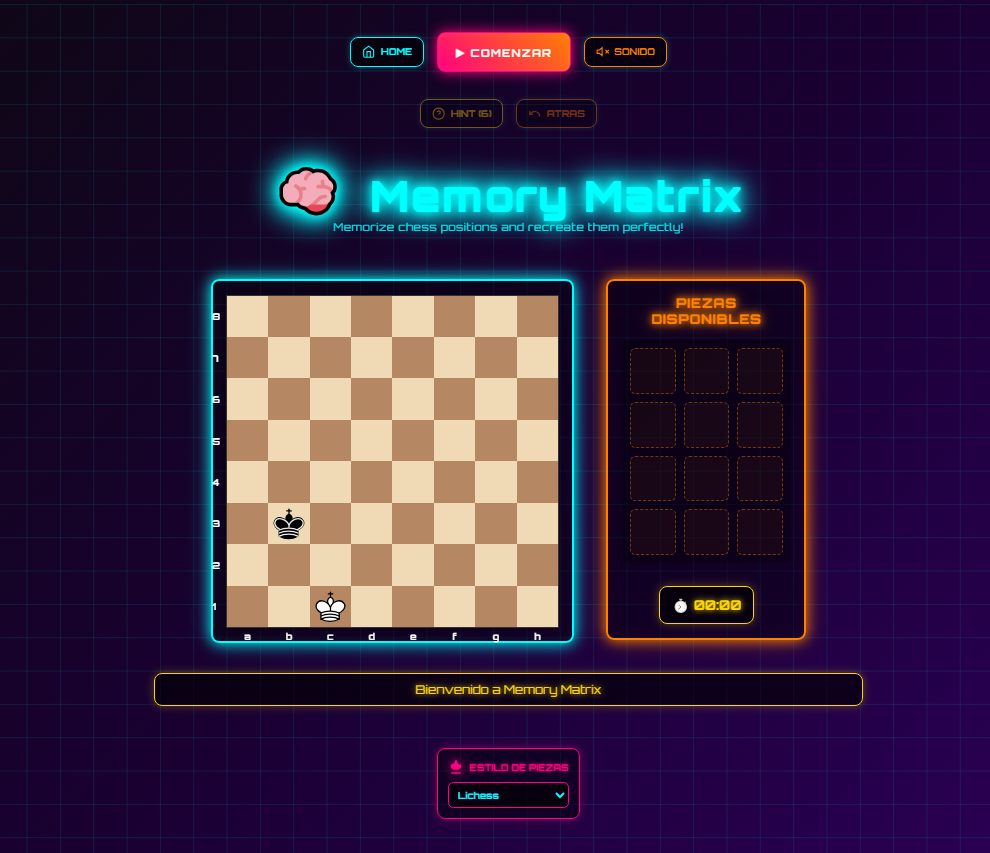 HOME
▶ COMENZAR
SONIDO
HINT (6)
ATRAS
Memory Matrix
Memorize chess positions and recreate them perfectly!
PIEZAS
DISPONIBLES
8
7
6
5
4
3
2
1
a b c d e f g h
00:00
Bienvenido a Memory Matrix
ESTILO DE PIEZAS
Lichess